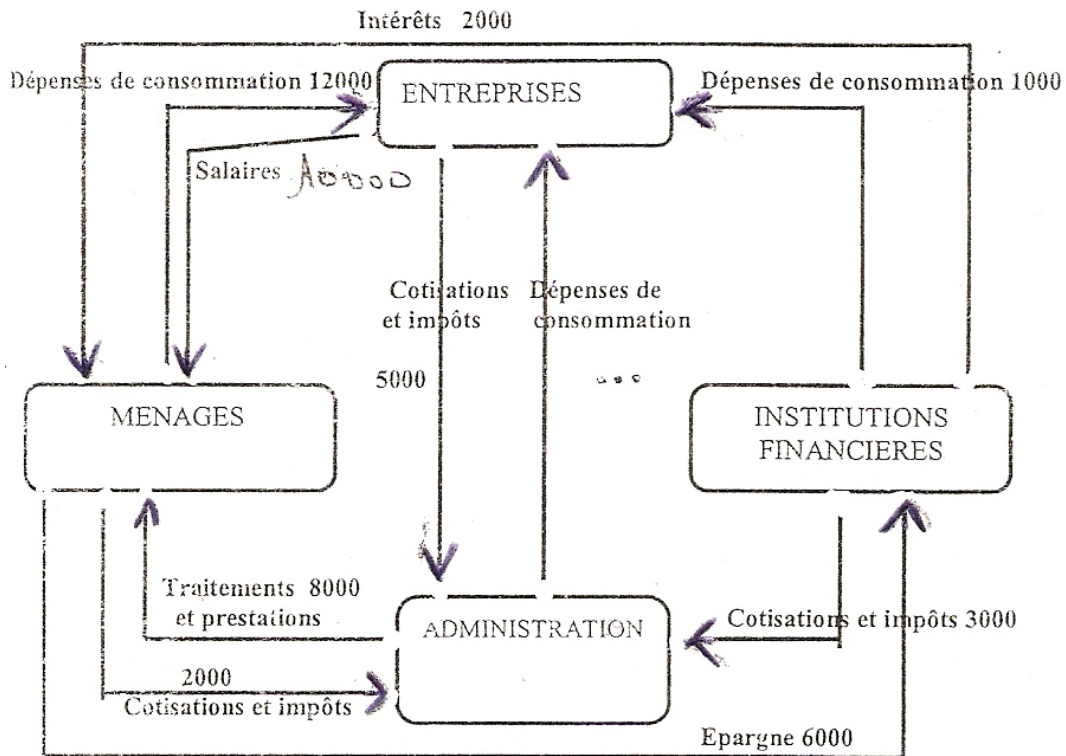 Intérêts 2000
Dépenses de consommation 12000
ENTREPRISES
Dépenses de consommation 1000
Salaires 10000
Cotisations
et impôts
5000
Dépenses de
consommation
...
MENAGES
INSTITUTIONS
FINANCIERES
Traitements 8000
et prestations
ADMINISTRATION
Cotisations et impôts 3000
2000
Cotisations et impôts
Epargne 6000